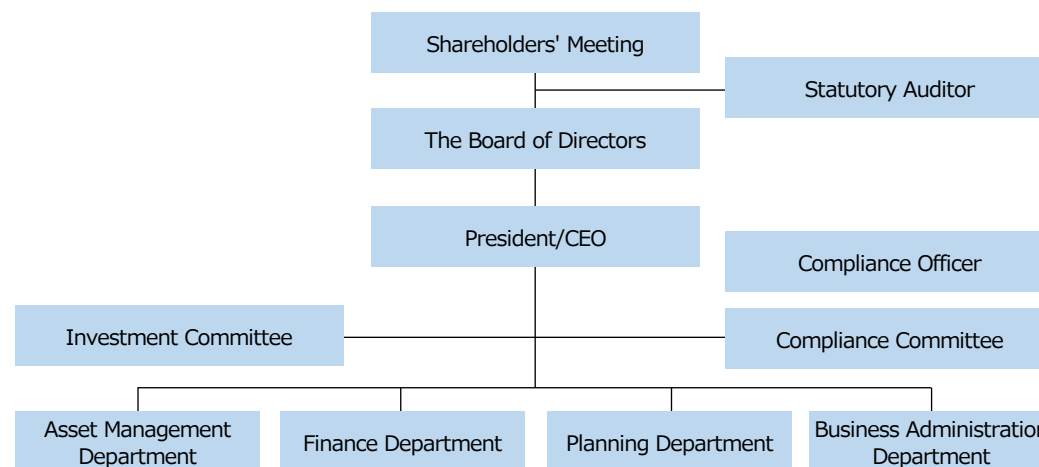 Shareholders' Meeting
Statutory Auditor
The Board of Directors
President/CEO
Compliance Officer
Investment Committee
Compliance Committee
Asset Management
Department
Finance Department
Planning Department
Business Administration
Department